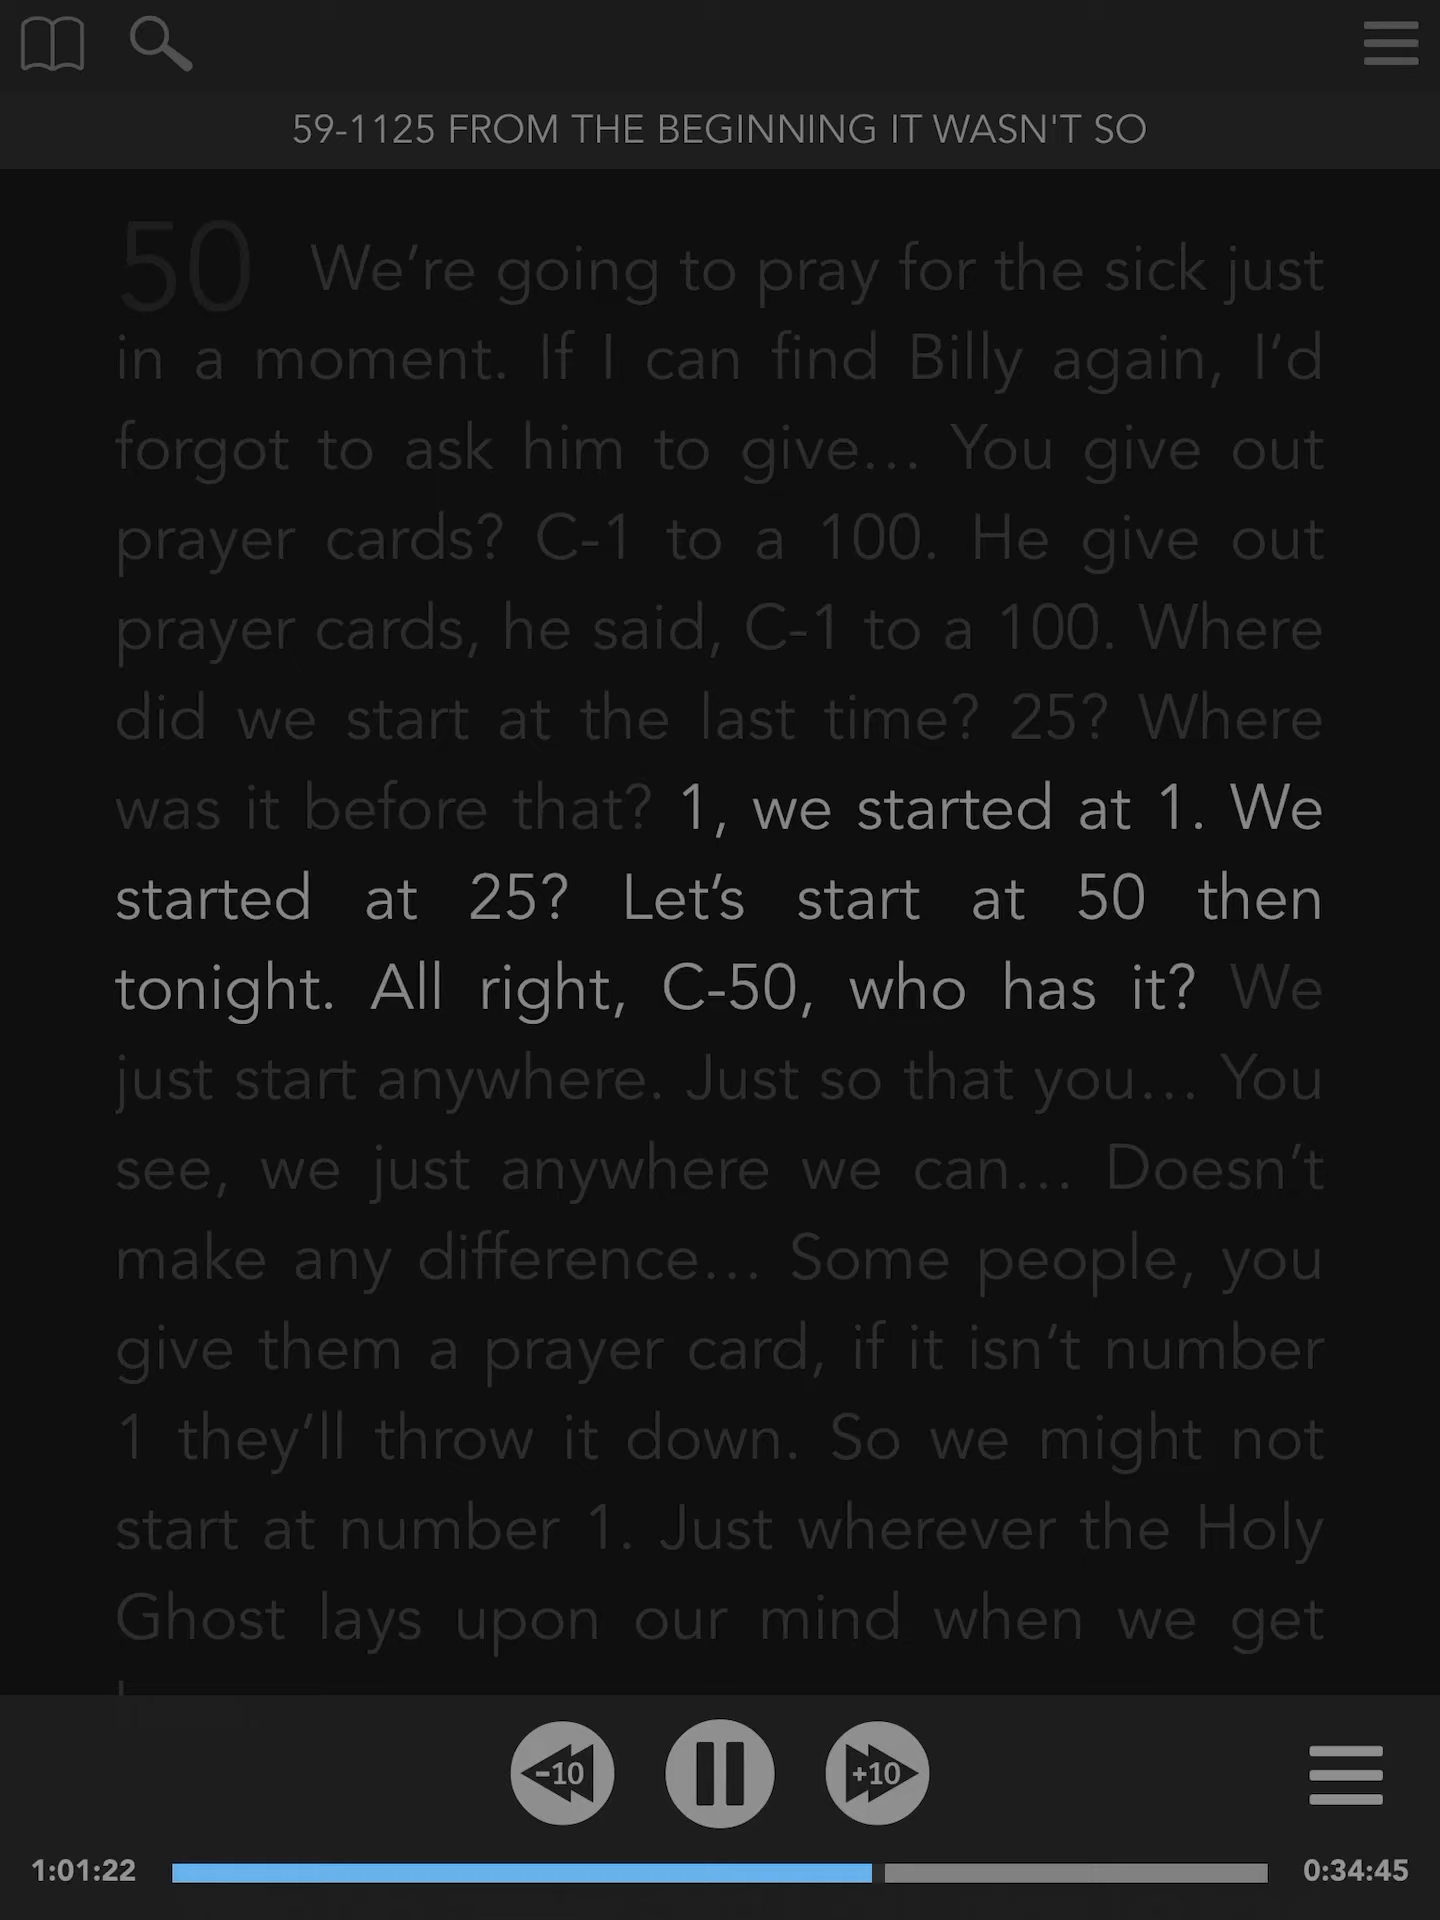 59-1125 FROM THE BEGINNING IT WASN'T SO
50 We’re going to pray for the sick just
in a moment. If I can find Billy again, I’d
forgot to ask him to give… You give out
prayer cards? C-1 to a 100. He give out
prayer cards, he said, C-1 to a 100. Where
did we start at the last time? 25? Where
was it before that? 1, we started at 1. We
started at 25? Let’s start at 50 then
tonight. All right, C-50, who has it? We
just start anywhere. Just so that you… You
see, we just anywhere we can… Doesn’t
make any difference… Some people, you
give them a prayer card, if it isn’t number
1 they’ll throw it down. So we might not
start at number 1. Just wherever the Holy
Ghost lays upon our mind when we get
-10 +10
1:01:22 0:34:45